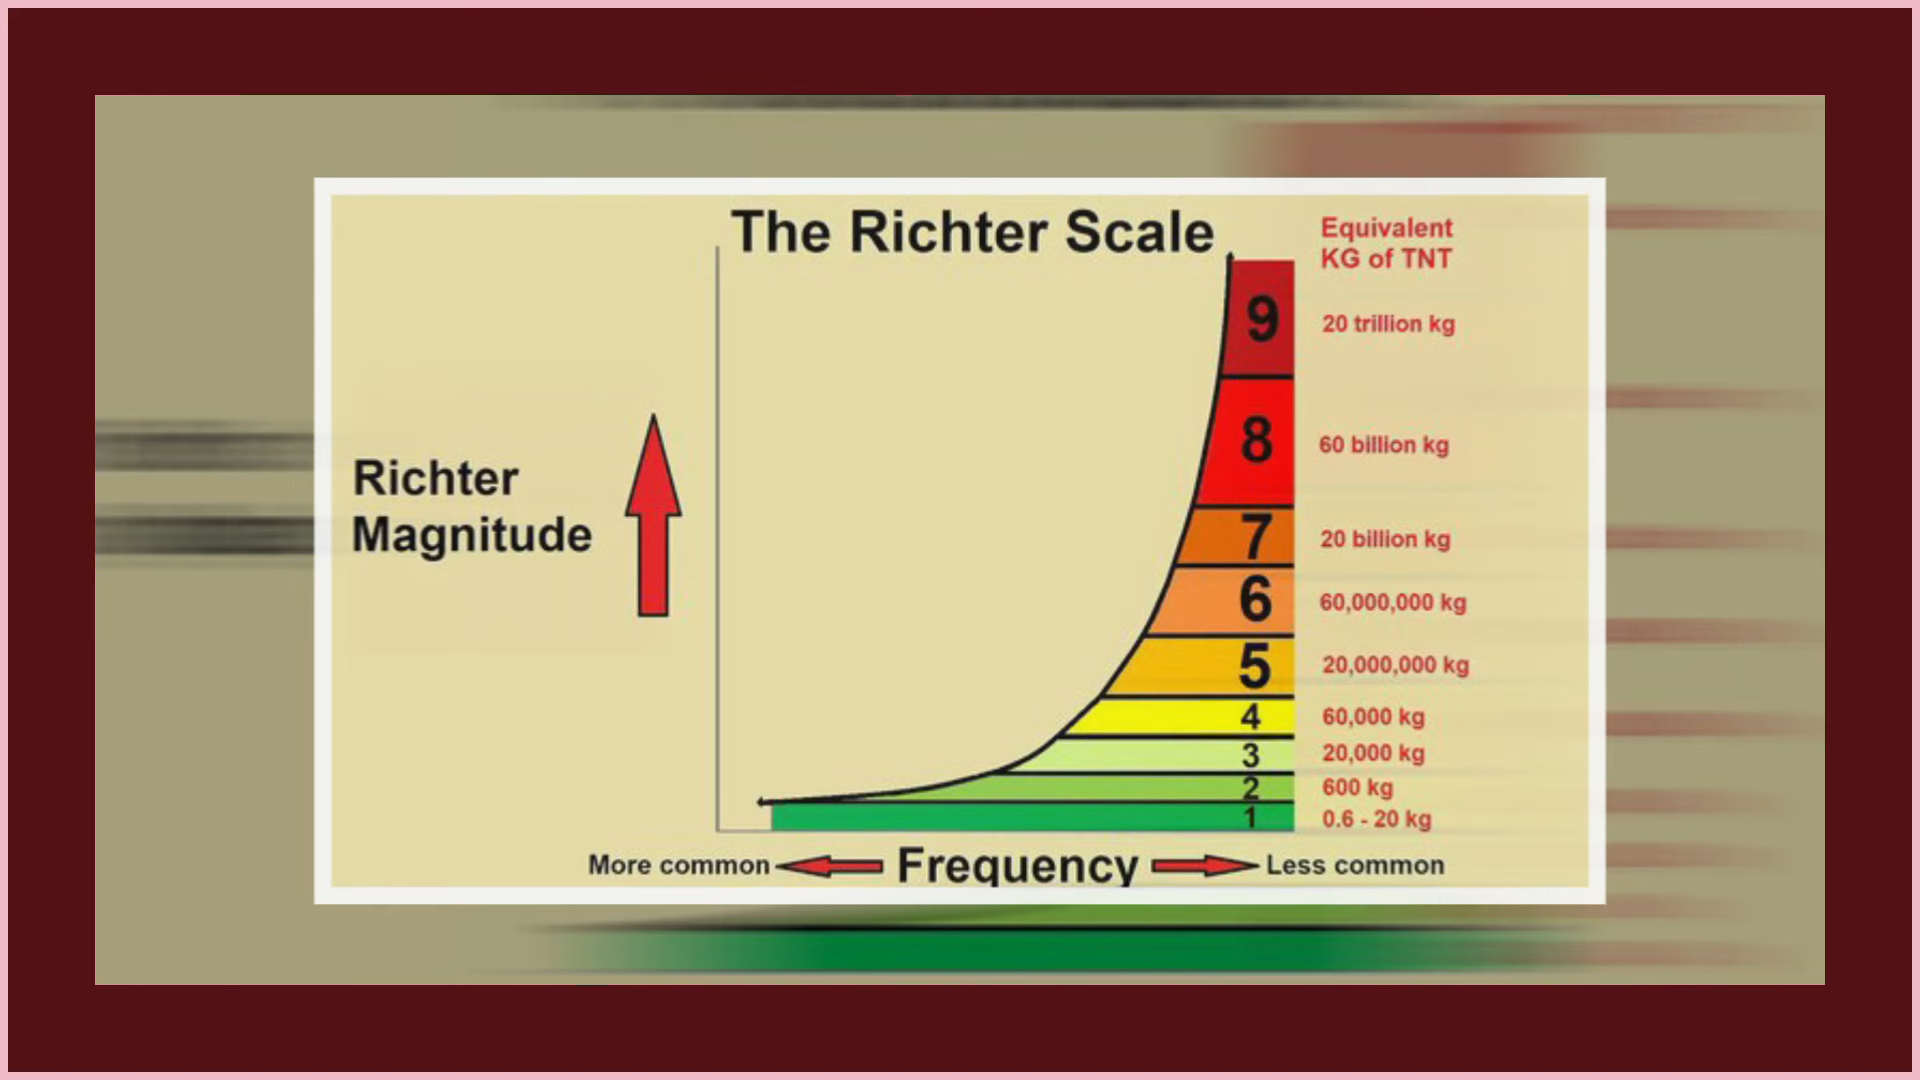 The Richter Scale
Equivalent
KG of TNT
9
20 trillion kg
8
60 billion kg
Richter
Magnitude
7
20 billion kg
6
60,000,000 kg
5
20,000,000 kg
4
60,000 kg
3
20,000 kg
2
600 kg
1
0.6 - 20 kg
More common
Frequency
Less common